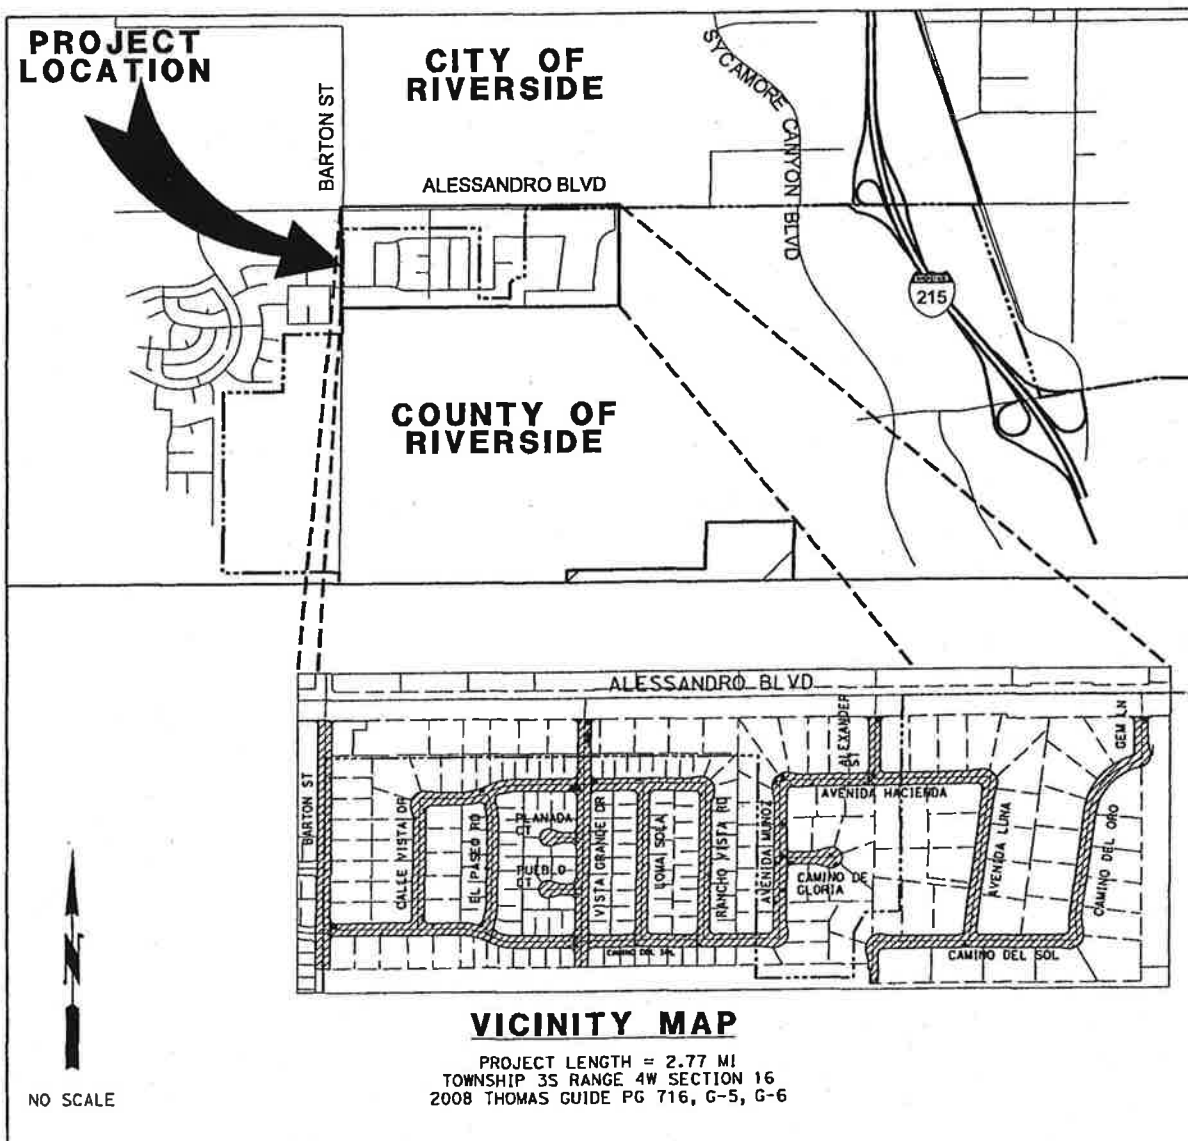 PROJECT
LOCATION
CITY OF
RIVERSIDE
BARTON ST
ALESSANDRO BLVD
SYCAMORE CANYON BLVD
215
COUNTY OF
RIVERSIDE
ALESSANDRO BLVD
BARTON ST
CALLE VISTA DR
EL PASEO RD
PLANADA
CT
PUEBLO
CT
VISTA GRANDE DR
LOMA SOLA
RANCHO VISTA RD
AVENIDA MUNOZ
ALEXANDER
ST
AVENIDA HACIENDA
CAMINO DE
GLORIA
AVENIDA LUNA
CAMINO DEL ORO
GEM LN
CAMINO DEL SOL
CAMINO DEL SOL
N
NO SCALE
VICINITY MAP
PROJECT LENGTH = 2.77 MI
TOWNSHIP 3S RANGE 4W SECTION 16
2008 THOMAS GUIDE PG 716, G-5, G-6